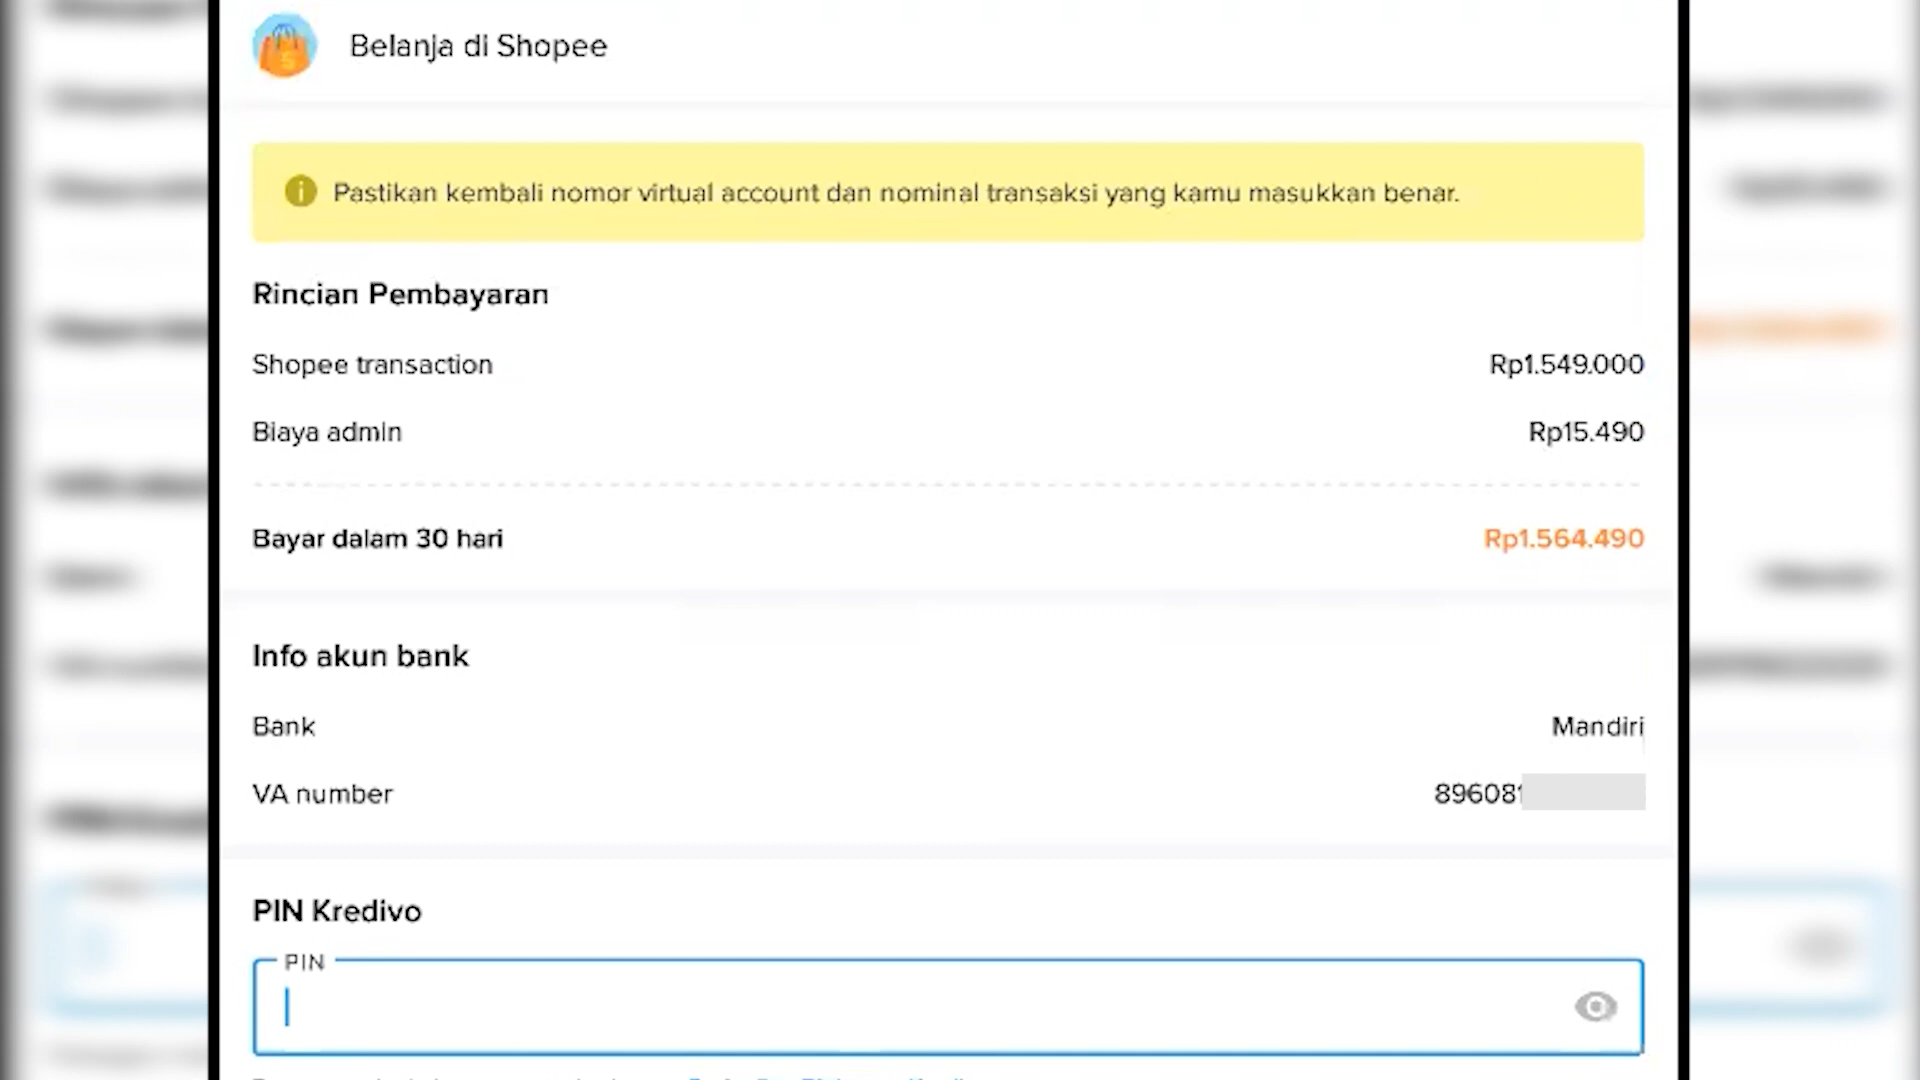 Belanja di Shopee
Pastikan kembali nomor virtual account dan nominal transaksi yang kamu masukkan benar.
Rincian Pembayaran
Shopee transaction Rp1.549.000
Biaya admin Rp15.490
Bayar dalam 30 hari Rp1.564.490
Info akun bank
Bank Mandiri
VA number 896081
PIN Kredivo
PIN